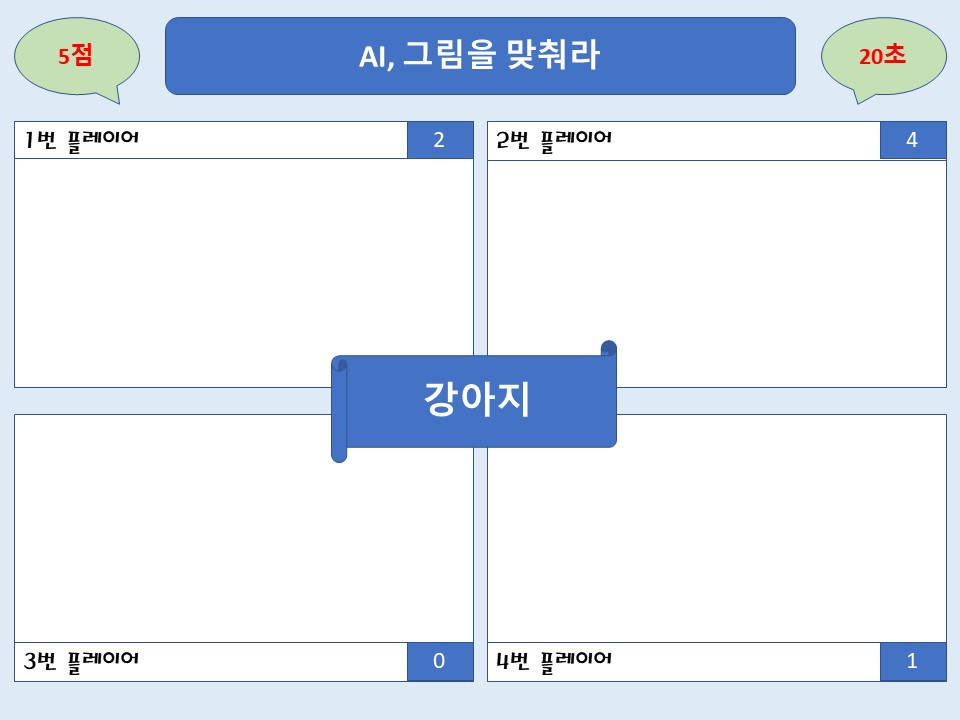 5점
AI, 그림을 맞춰라
20초
1번 플레이어
2
2번 플레이어
4
강아지
3번 플레이어
0
4번 플레이어
1